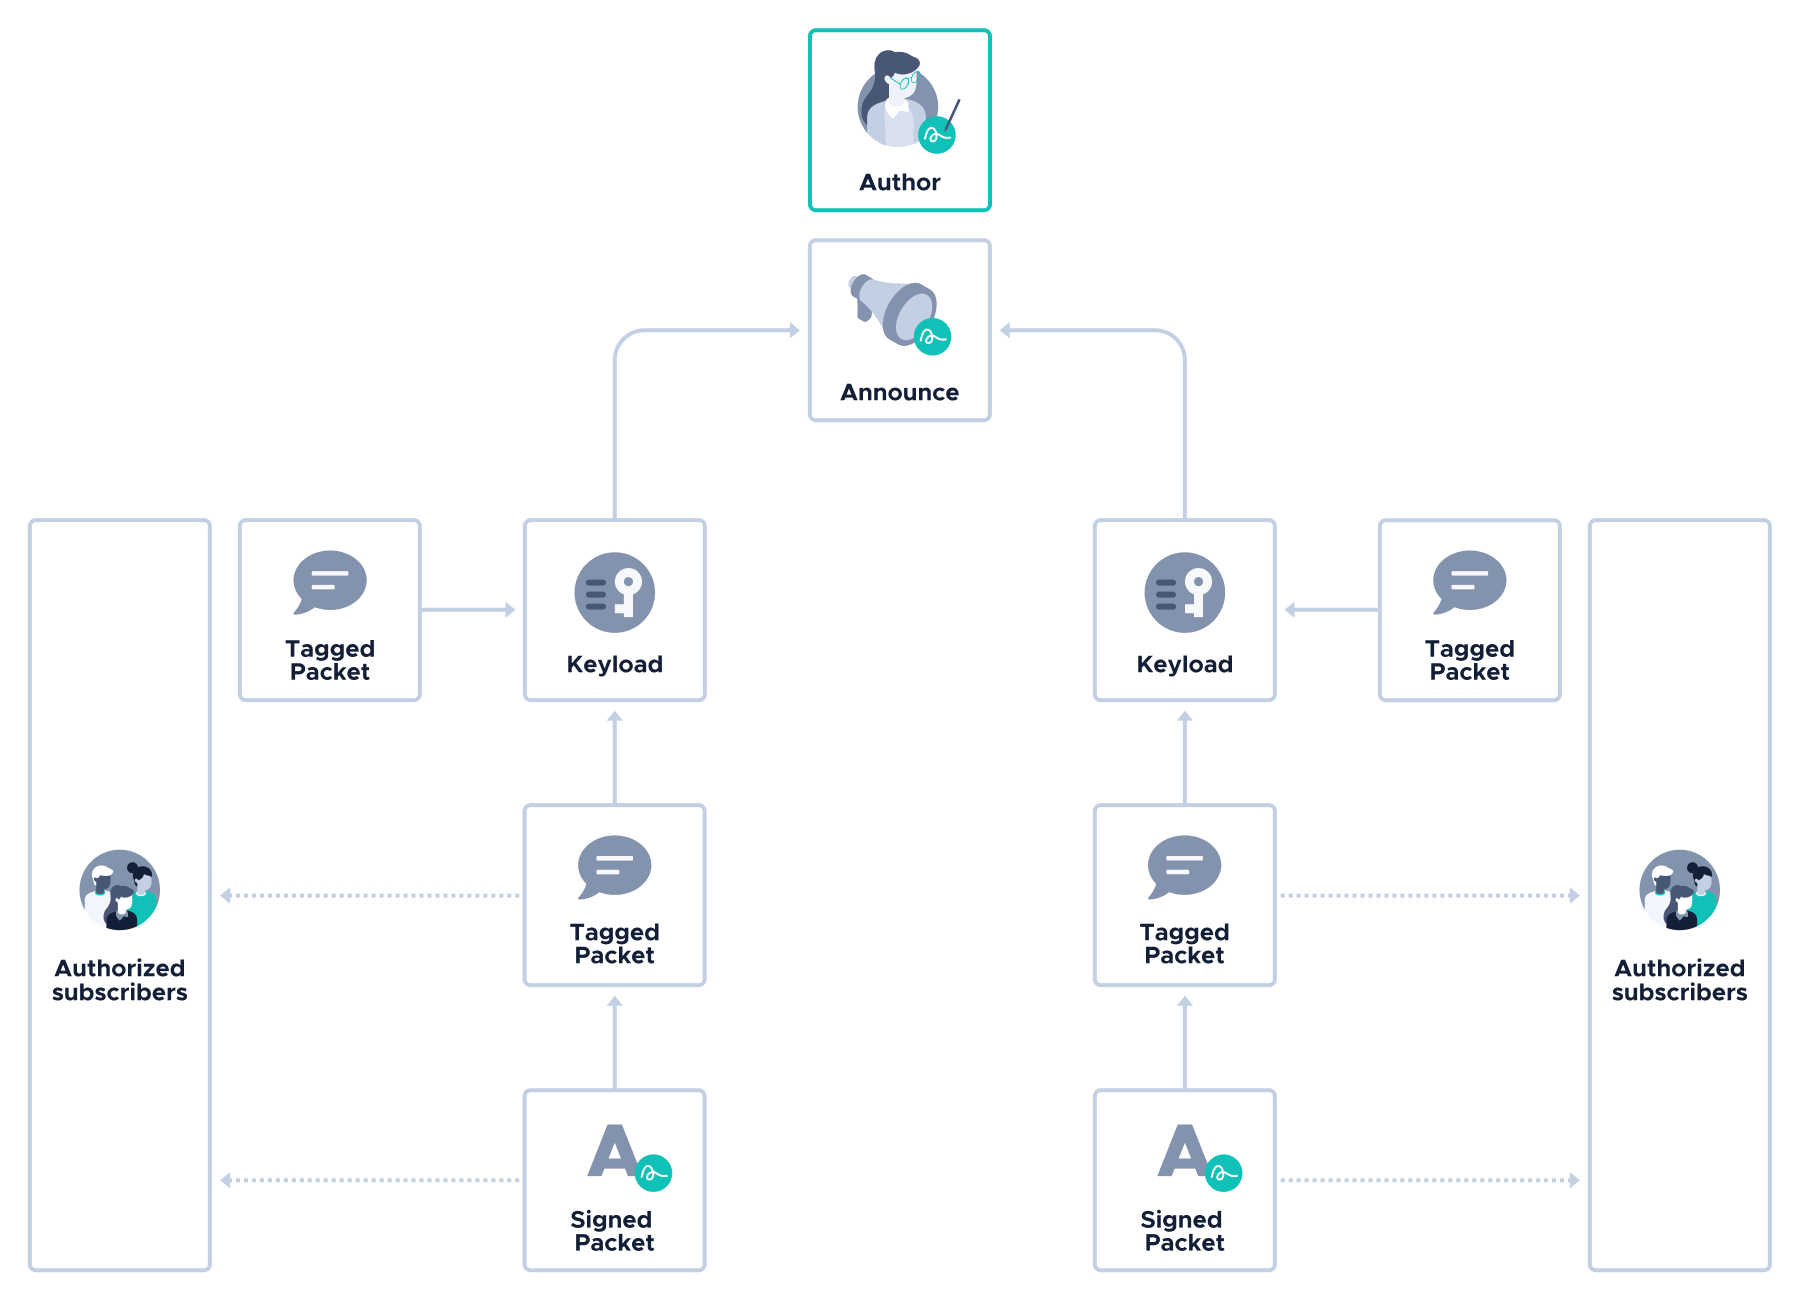 Author
Announce
Tagged
Packet
Keyload
Keyload
Tagged
Packet
Authorized
subscribers
Tagged
Packet
Tagged
Packet
Authorized
subscribers
A
Signed
Packet
A
Signed
Packet